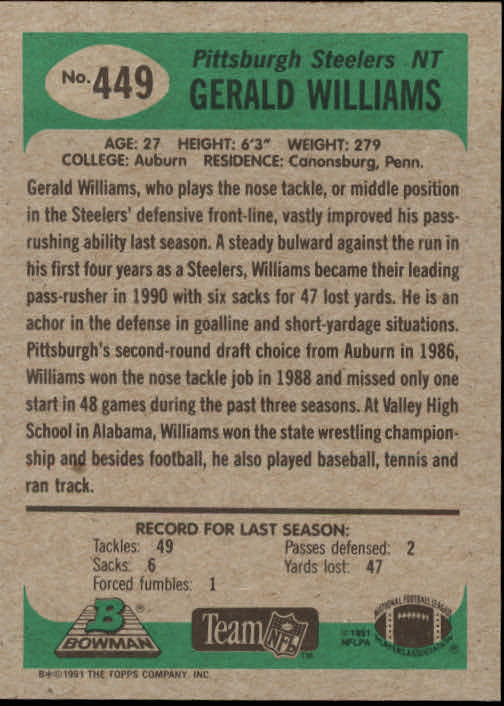 No. 449
Pittsburgh Steelers NT
GERALD WILLIAMS
AGE: 27 HEIGHT: 6'3" WEIGHT: 279
COLLEGE: Auburn RESIDENCE: Canonsburg, Penn.
Gerald Williams, who plays the nose tackle, or middle position
in the Steelers' defensive front-line, vastly improved his pass-
rushing ability last season. A steady bulward against the run in
his first four years as a Steelers, Williams became their leading
pass-rusher in 1990 with six sacks for 47 lost yards. He is an
achor in the defense in goalline and short-yardage situations.
Pittsburgh's second-round draft choice from Auburn in 1986,
Williams won the nose tackle job in 1988 and missed only one
start in 48 games during the past three seasons. At Valley High
School in Alabama, Williams won the state wrestling champion-
ship and besides football, he also played baseball, tennis and
ran track.
RECORD FOR LAST SEASON:
Tackles: 49 Passes defensed: 2
Sacks: 6 Yards lost: 47
Forced fumbles: 1
B ®
BOWMAN
Team NFL ™
© 1991
NFLPA
NATIONAL FOOTBALL LEAGUE
PLAYERS ASSOCIATION
B✻© 1991 THE TOPPS COMPANY, INC.